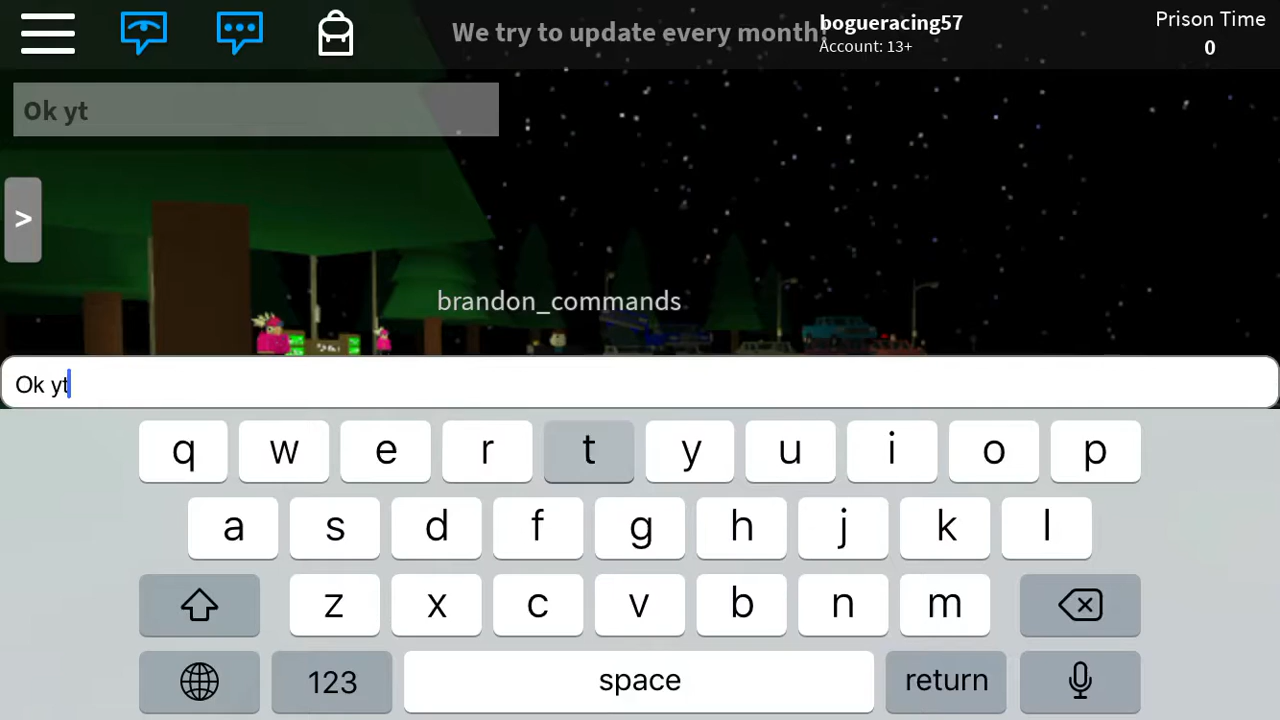 We try to update every month!
bogueracing57
Account: 13+
Prison Time
0
Ok yt
>
brandon_commands
Ok yt
q w e r t y u i o p
a s d f g h j k l
z x c v b n m
123 space return